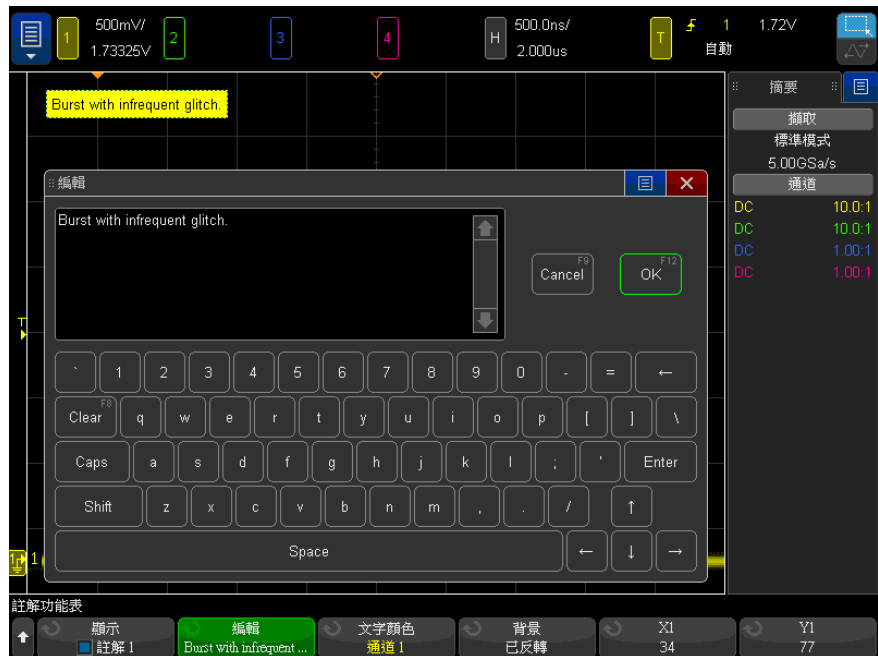 1 500mV/ 1.73325V 2 3 4 H 500.0ns/ 2.000us T 1 1.72V 自動
Burst with infrequent glitch.
摘要
擷取
標準模式
5.00GSa/s
通道
DC 10.0:1
DC 10.0:1
DC 1.00:1
DC 1.00:1
編輯
Burst with infrequent glitch.
Cancel F9
OK F12
` 1 2 3 4 5 6 7 8 9 0 - = ←
Clear F8 q w e r t y u i o p [ ] \
Caps a s d f g h j k l ; ' Enter
Shift z x c v b n m , . / ↑
Space ← ↓ →
T
1 1
註解功能表
顯示 編輯 文字顏色 背景 X1 Y1
註解 1 Burst with infrequent ... 通道 1 已反轉 34 77